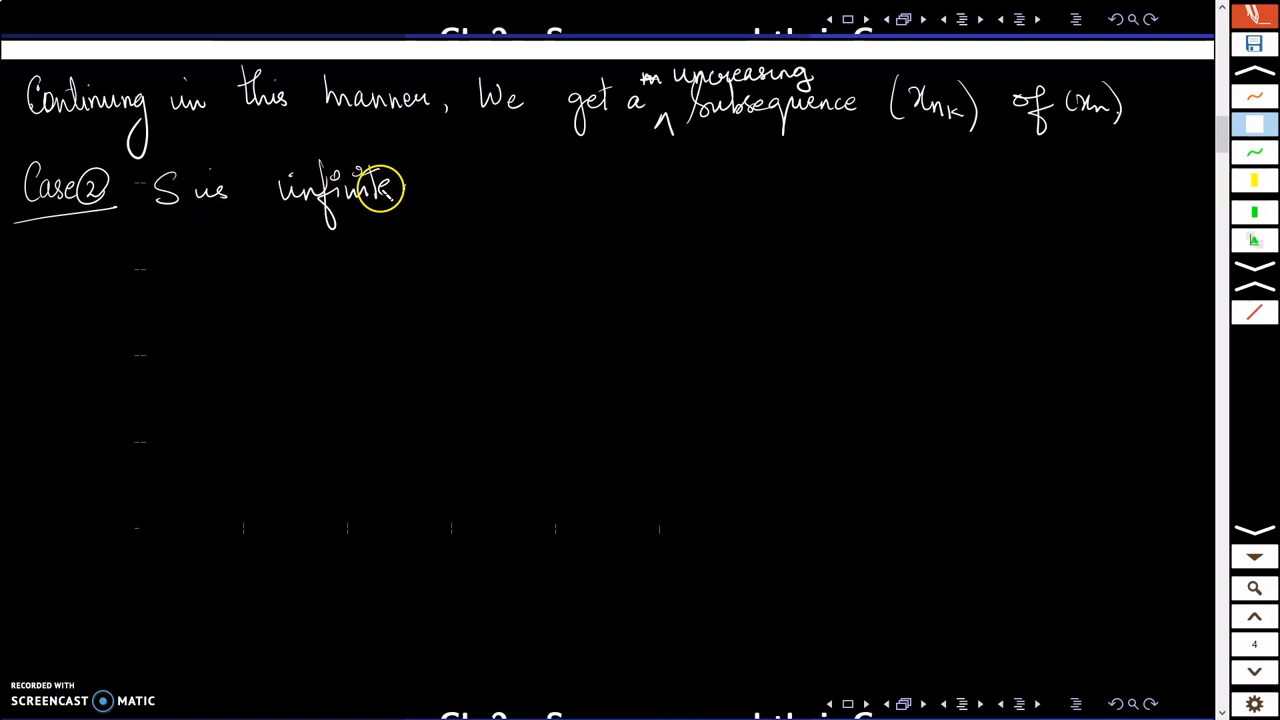 Continuing in this manner, We get a ^ m increasing subsequence (xnk) of (xn).
Case ② S is infinite
4
RECORDED WITH
SCREENCAST MATIC